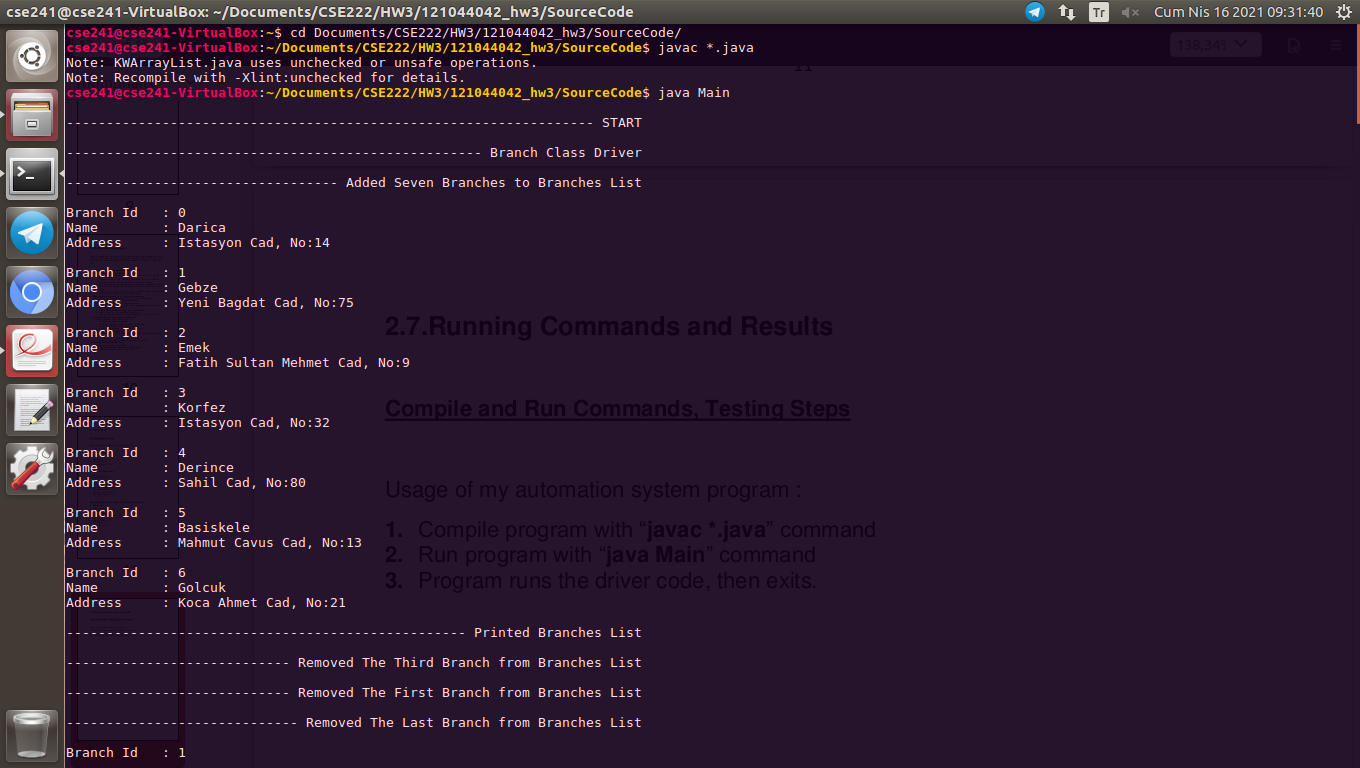 cse241@cse241-VirtualBox: ~/Documents/CSE222/HW3/121044042_hw3/SourceCode
Tr
Cum Nis 16 2021 09:31:40
cse241@cse241-VirtualBox:~$ cd Documents/CSE222/HW3/121044042_hw3/SourceCode/
cse241@cse241-VirtualBox:~/Documents/CSE222/HW3/121044042_hw3/SourceCode$ javac *.java
Note: KWArrayList.java uses unchecked or unsafe operations.
Note: Recompile with -Xlint:unchecked for details.
cse241@cse241-VirtualBox:~/Documents/CSE222/HW3/121044042_hw3/SourceCode$ java Main
------------------------------------------------------------------ START
---------------------------------------------------- Branch Class Driver
---------------------------------- Added Seven Branches to Branches List
Branch Id   : 0
Name        : Darica
Address     : Istasyon Cad, No:14
Branch Id   : 1
Name        : Gebze
Address     : Yeni Bagdat Cad, No:75
Branch Id   : 2
Name        : Emek
Address     : Fatih Sultan Mehmet Cad, No:9
Branch Id   : 3
Name        : Korfez
Address     : Istasyon Cad, No:32
Branch Id   : 4
Name        : Derince
Address     : Sahil Cad, No:80
Branch Id   : 5
Name        : Basiskele
Address     : Mahmut Cavus Cad, No:13
Branch Id   : 6
Name        : Golcuk
Address     : Koca Ahmet Cad, No:21
-------------------------------------------------- Printed Branches List
---------------------------- Removed The Third Branch from Branches List
---------------------------- Removed The First Branch from Branches List
----------------------------- Removed The Last Branch from Branches List
Branch Id   : 1
138,34%
11
2.7.Running Commands and Results
Compile and Run Commands, Testing Steps
Usage of my automation system program :
1. Compile program with “javac *.java” command
2. Run program with “java Main” command
3. Program runs the driver code, then exits.